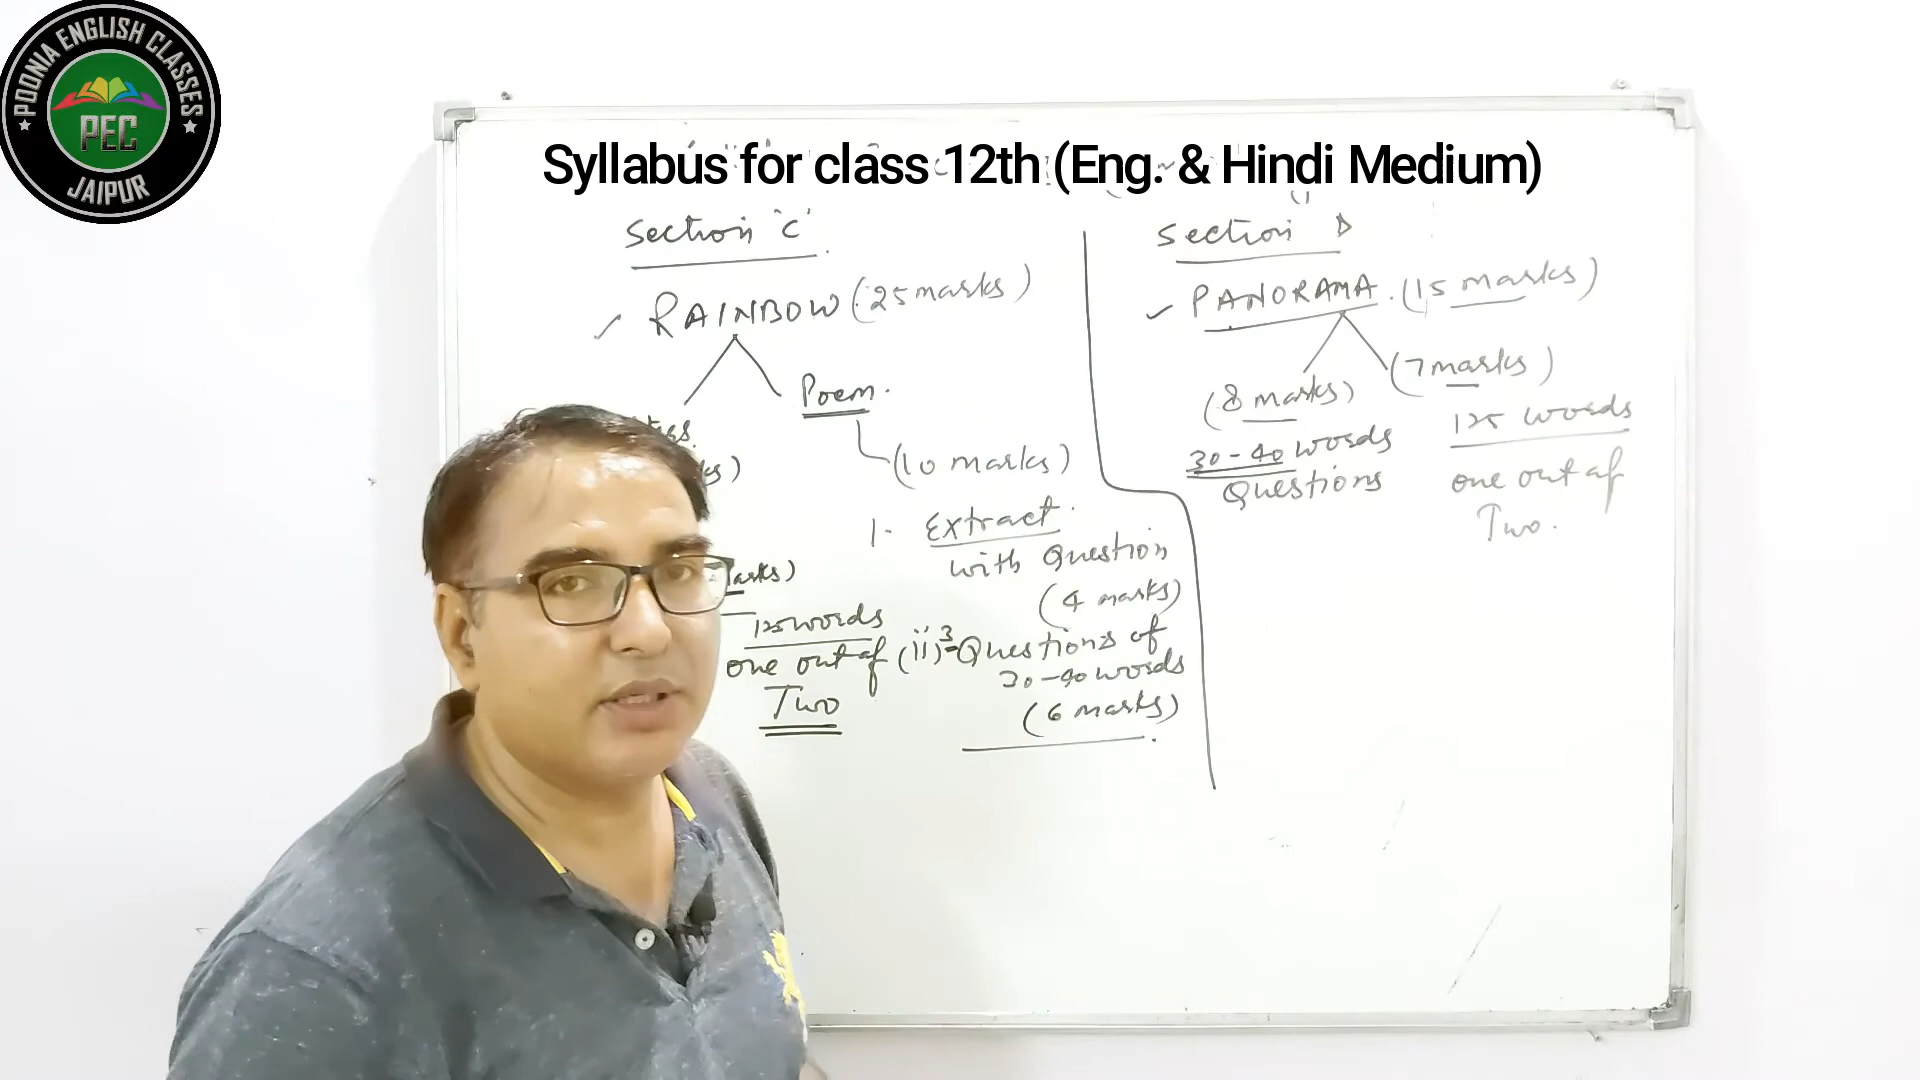 POONIA ENGLISH CLASSES
PEC
JAIPUR
Syllabus for class 12th (Eng. & Hindi Medium)
Section 'C'
RAINBOW (25 marks)
Poem.
(10 marks)
1. Extract
with Question
(4 marks)
(ii) 3 Questions of
30-40 words
(6 marks)
125 words
one out of
Two
Section D
PANORAMA. (15 marks)
(8 marks)
30-40 words
Questions
(7 marks)
125 words
one out of
Two.